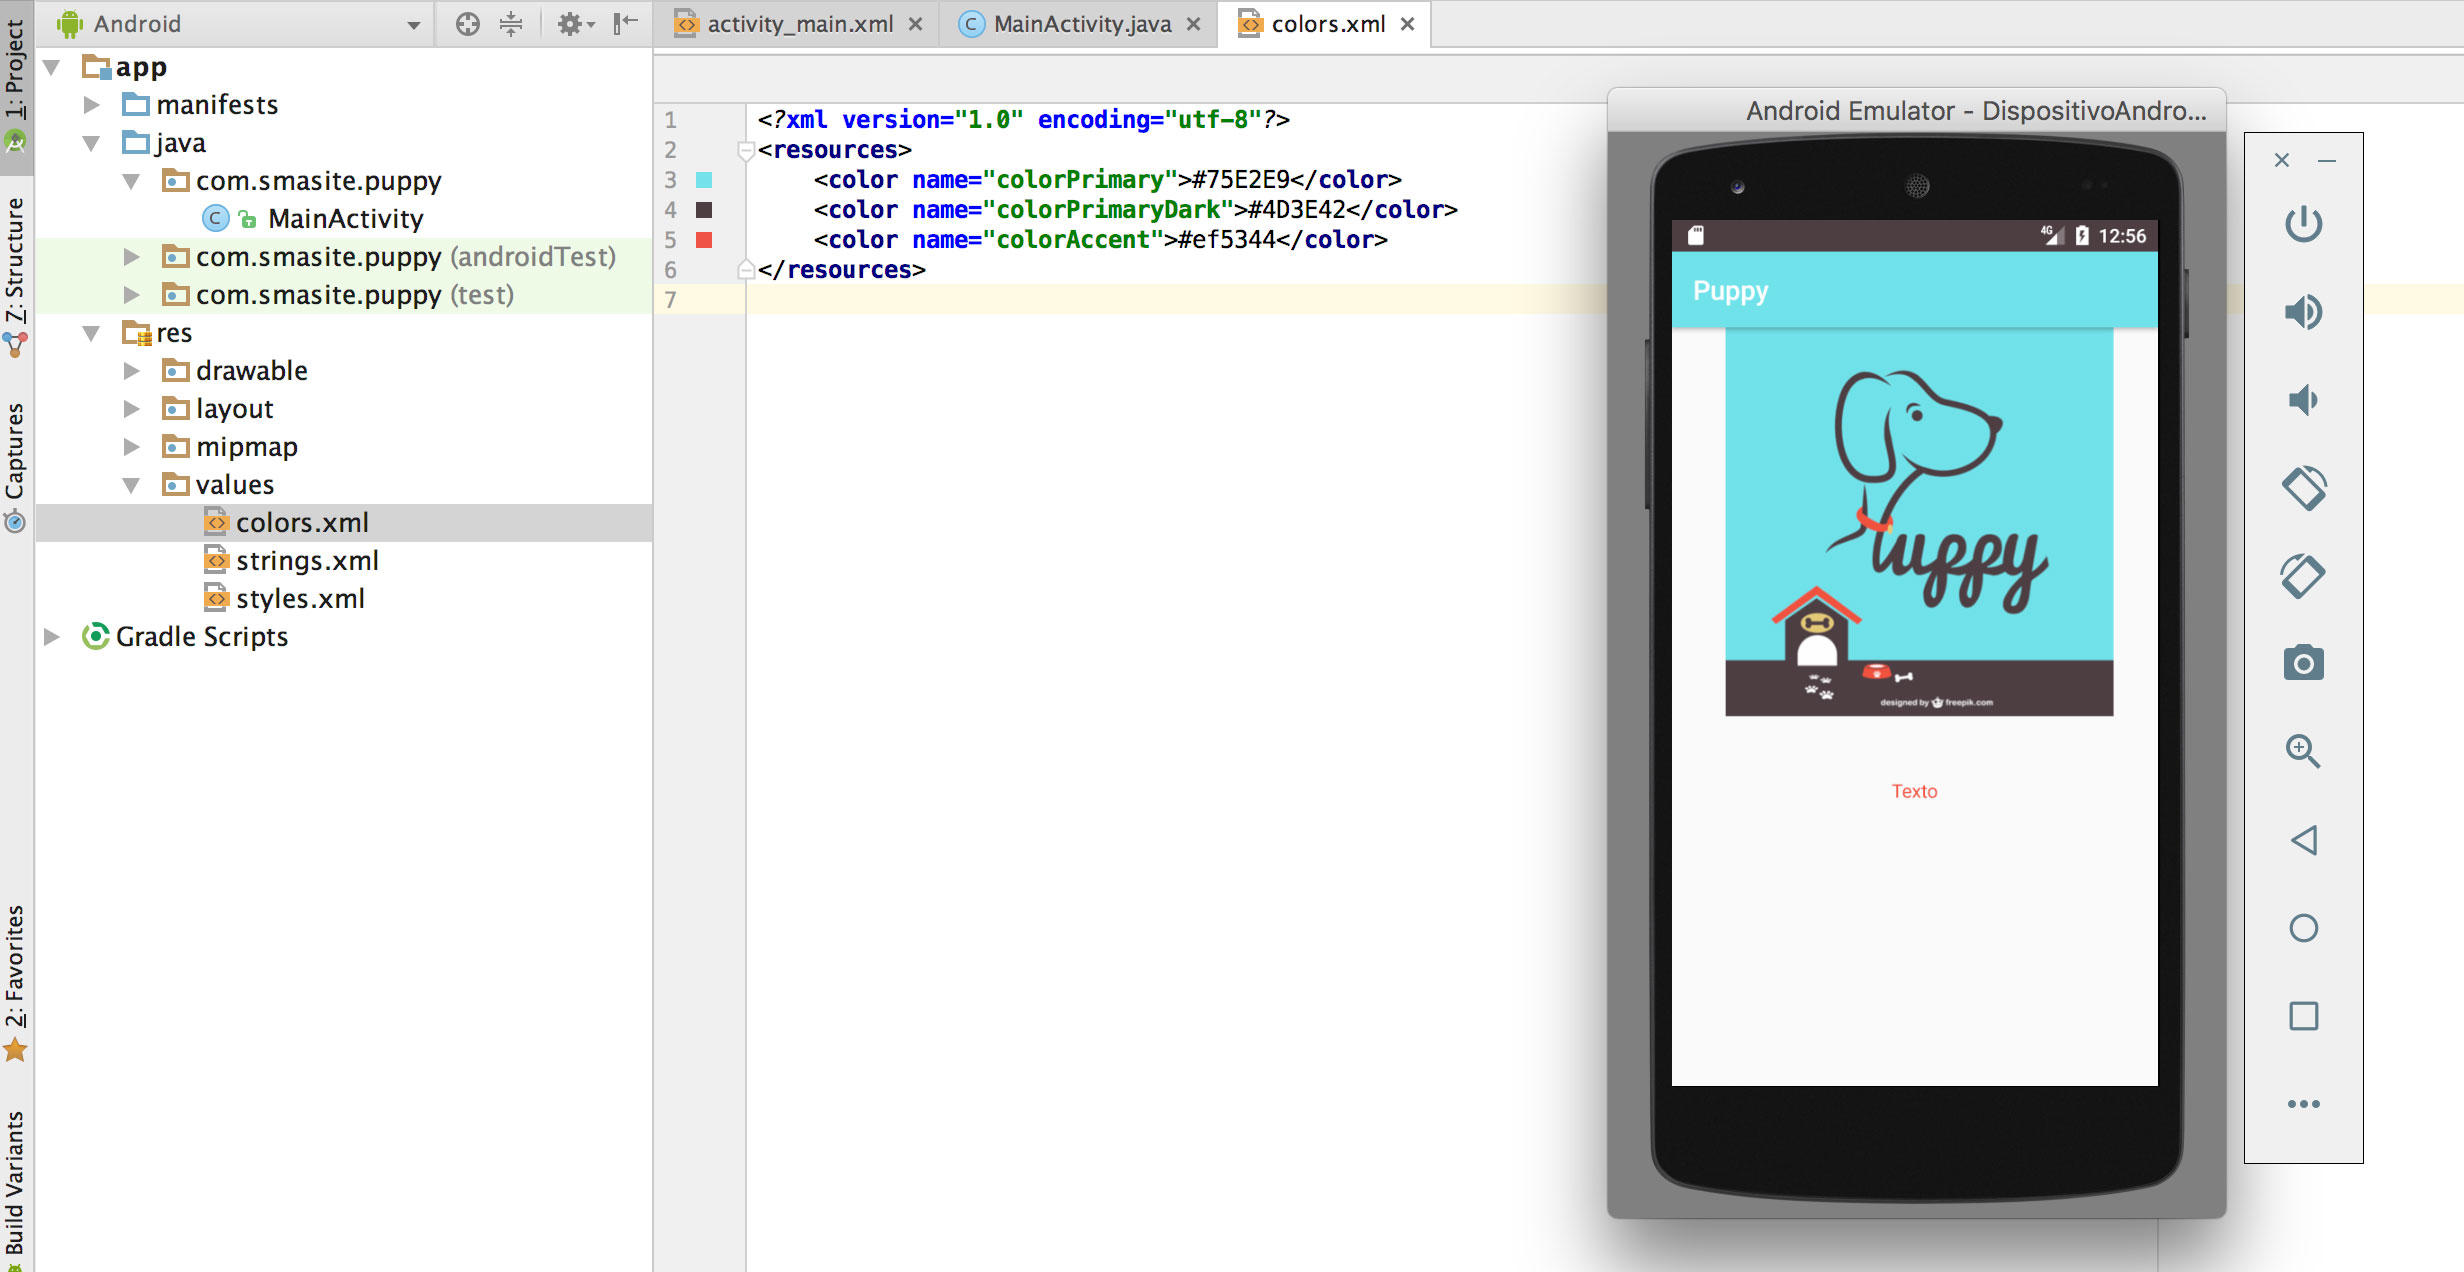 Android
activity_main.xml
MainActivity.java
colors.xml
1: Project
7: Structure
Captures
2: Favorites
Build Variants
app
manifests
java
com.smasite.puppy
MainActivity
com.smasite.puppy (androidTest)
com.smasite.puppy (test)
res
drawable
layout
mipmap
values
colors.xml
strings.xml
styles.xml
Gradle Scripts
1 <?xml version="1.0" encoding="utf-8"?>
2 <resources>
3 <color name="colorPrimary">#75E2E9</color>
4 <color name="colorPrimaryDark">#4D3E42</color>
5 <color name="colorAccent">#ef5344</color>
6 </resources>
7
Android Emulator - DispositivoAndro...
4G 12:56
Puppy
Puppy
designed by freepik.com
Texto